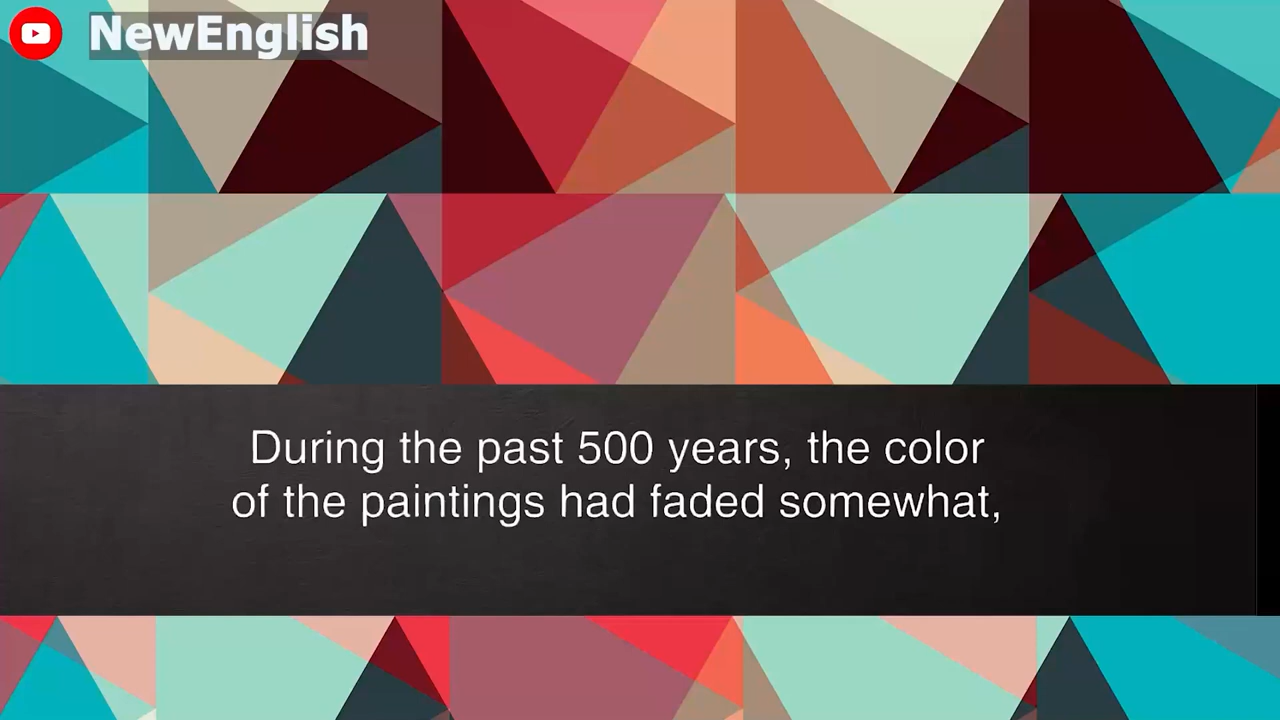 NewEnglish
During the past 500 years, the color
of the paintings had faded somewhat,